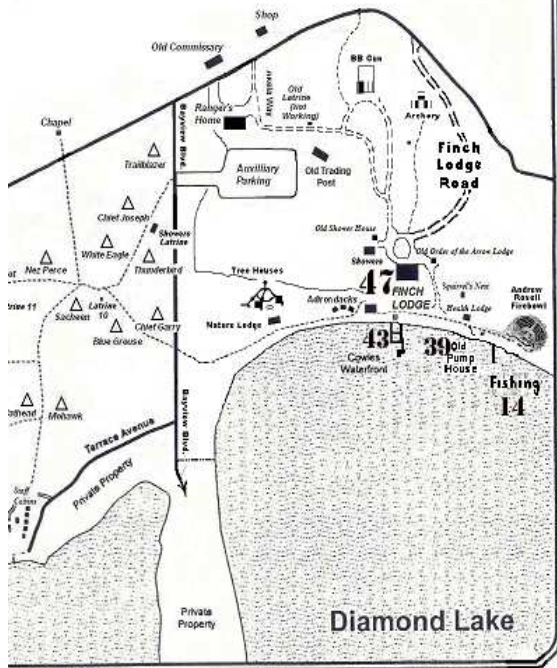 Shop
Old Commissary
BB Gun
Ranger's
Home
Old
Latrine
(Not
Working)
Archery
Bayview Blvd.
Finch
Lodge
Road
Chapel
Trailblazer
Auxilliary
Parking
Old Trading
Post
Chief Joseph
Showers
Latrine
Old Shower House
White Eagle
Showers
Old Order of the Arrow Lodge
Nez Perce
Thunderbird
Tree Houses
47
FINCH
LODGE
Squirrel's Nest
Andrew
Rasell
Firebowl
Adirondacks
Health Lodge
Latrine
10
Sacheen
Chief Garry
Nature Lodge
Blue Grouse
43
Cowles
Waterfront
39
Old
Pump
House
Fishing
14
Mohawk
Bayview Blvd.
Terrace Avenue
Private Property
Staff
Cabins
Private
Property
Diamond Lake